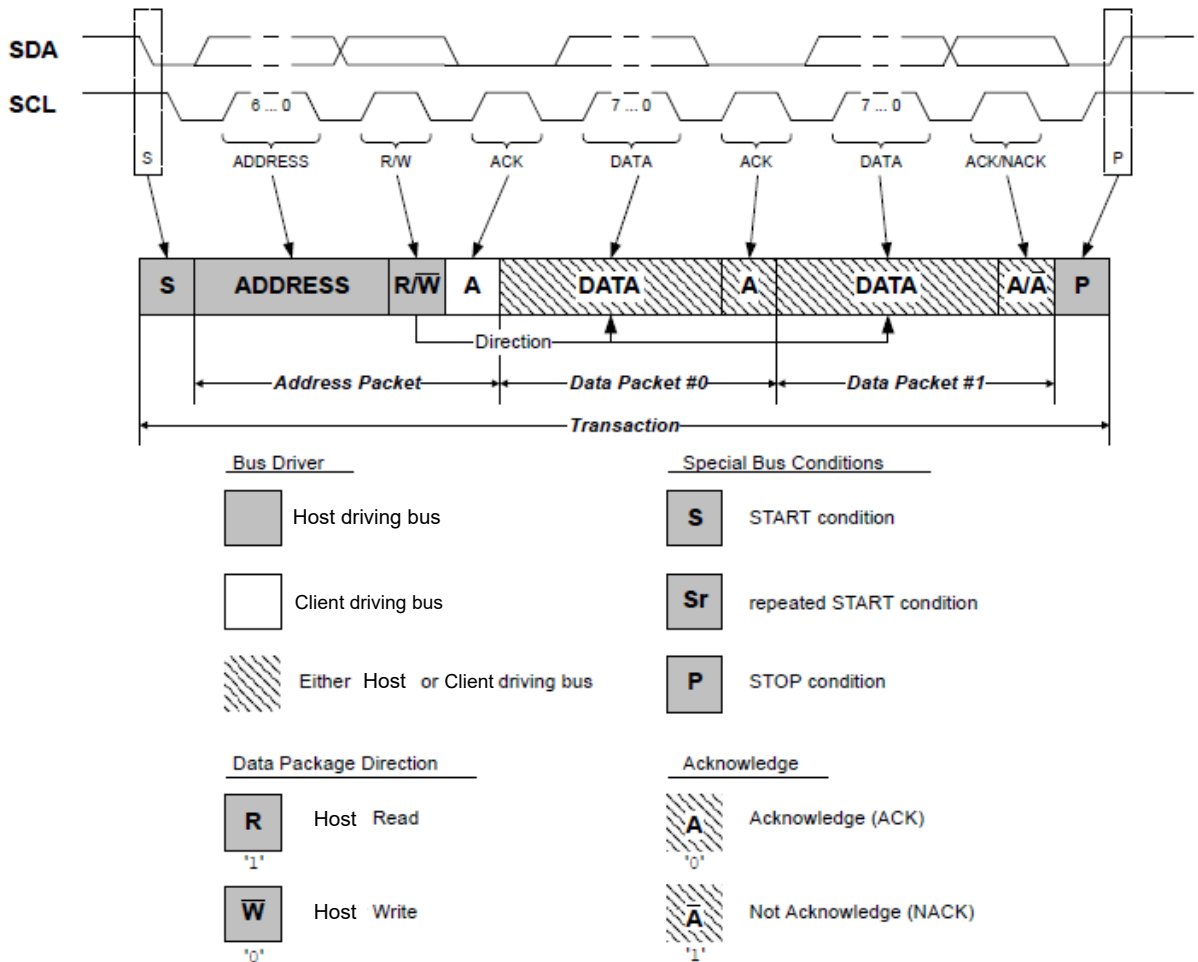 SDA
SCL
6 ... 0
7 ... 0
7 ... 0
S
ADDRESS
R/W
ACK
DATA
ACK
DATA
ACK/NACK
P
S
ADDRESS
R/W̅
A
DATA
A
DATA
A/A̅
P
Direction
Address Packet
Data Packet #0
Data Packet #1
Transaction
Bus Driver
Special Bus Conditions
Host driving bus
S
START condition
Client driving bus
Sr
repeated START condition
Either Host or Client driving bus
P
STOP condition
Data Package Direction
Acknowledge
R
Host Read
A
Acknowledge (ACK)
'1'
'0'
W̅
Host Write
A̅
Not Acknowledge (NACK)
'0'
'1'